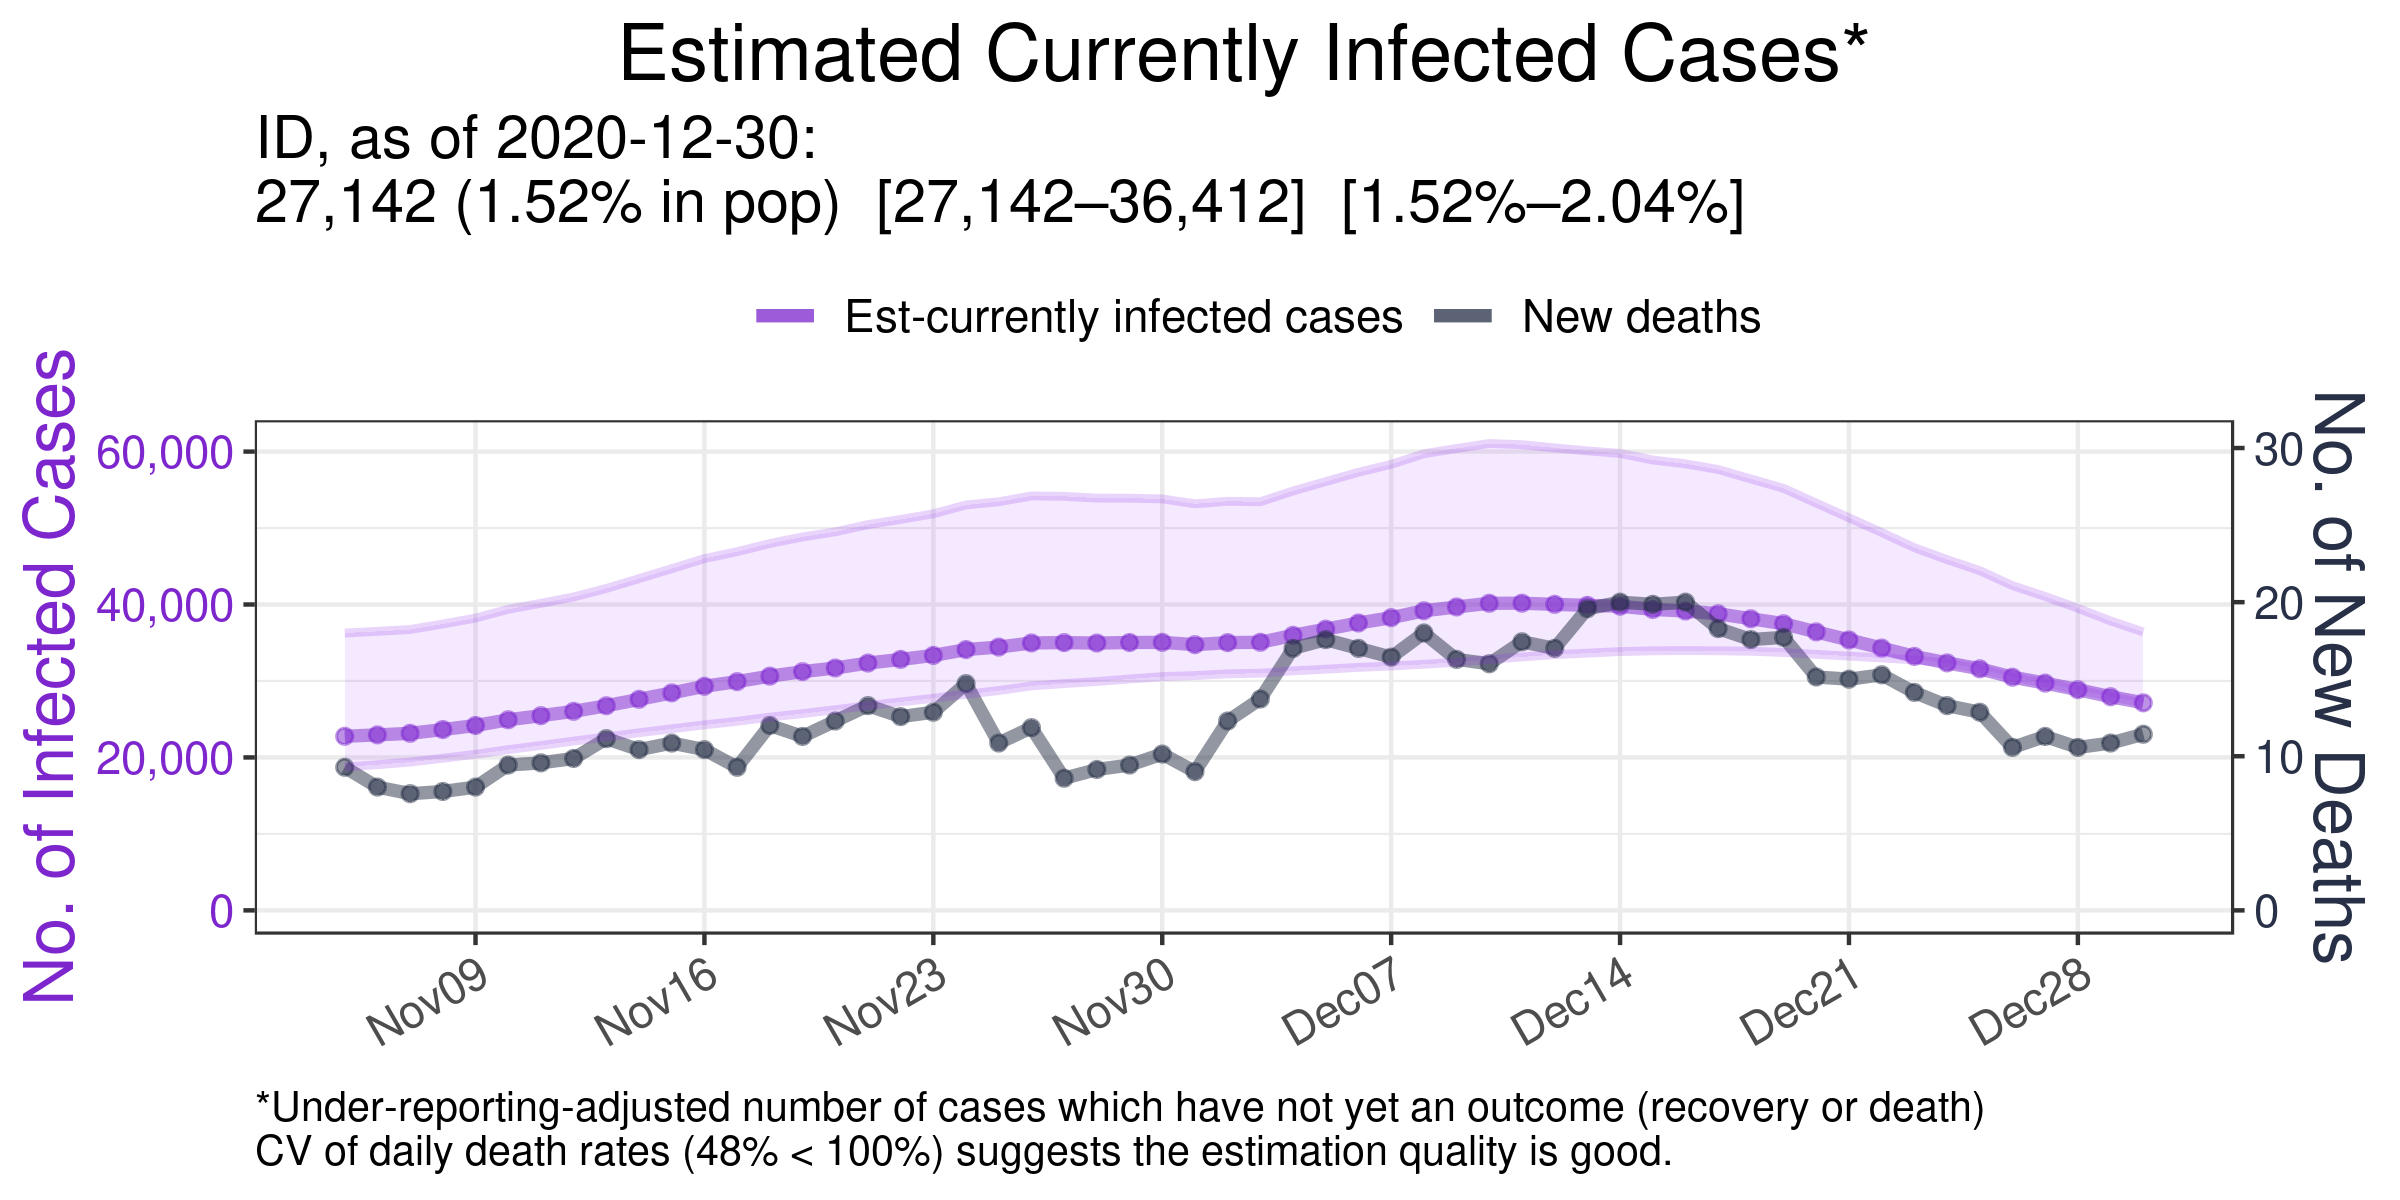 Estimated Currently Infected Cases*
ID, as of 2020-12-30:
27,142 (1.52% in pop)  [27,142–36,412]  [1.52%–2.04%]
Est-currently infected cases
New deaths
No. of Infected Cases
60,000
40,000
20,000
0
30
20
10
0
No. of New Deaths
Nov09
Nov16
Nov23
Nov30
Dec07
Dec14
Dec21
Dec28
*Under-reporting-adjusted number of cases which have not yet an outcome (recovery or death)
CV of daily death rates (48% < 100%) suggests the estimation quality is good.